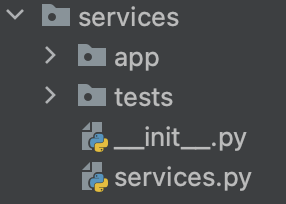 services
app
tests
__init__.py
services.py